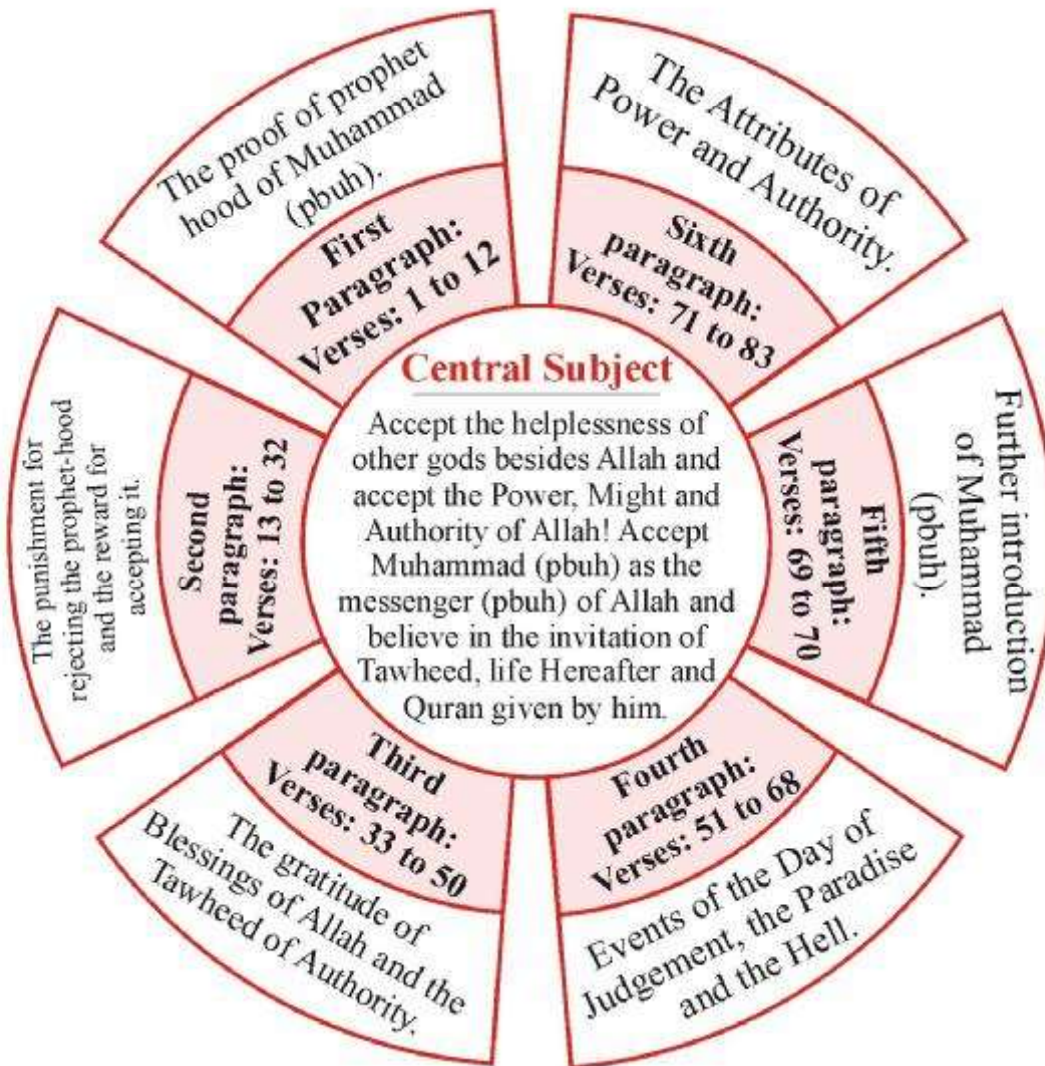 Central Subject
Accept the helplessness of
other gods besides Allah and
accept the Power, Might and
Authority of Allah! Accept
Muhammad (pbuh) as the
messenger (pbuh) of Allah and
believe in the invitation of
Tawheed, life Hereafter and
Quran given by him.
First
Paragraph:
Verses: 1 to 12
The proof of prophet
hood of Muhammad
(pbuh).
Second
paragraph:
Verses: 13 to 32
The punishment for
rejecting the prophet-hood
and the reward for
accepting it.
Third
paragraph:
Verses: 33 to 50
The gratitude of
Blessings of Allah and the
Tawheed of Authority.
Fourth
paragraph:
Verses: 51 to 68
Events of the Day of
Judgement, the Paradise
and the Hell.
Fifth
paragraph:
Verses: 69 to 70
Further introduction
of Muhammad
(pbuh).
Sixth
paragraph:
Verses: 71 to 83
The Attributes of
Power and Authority.